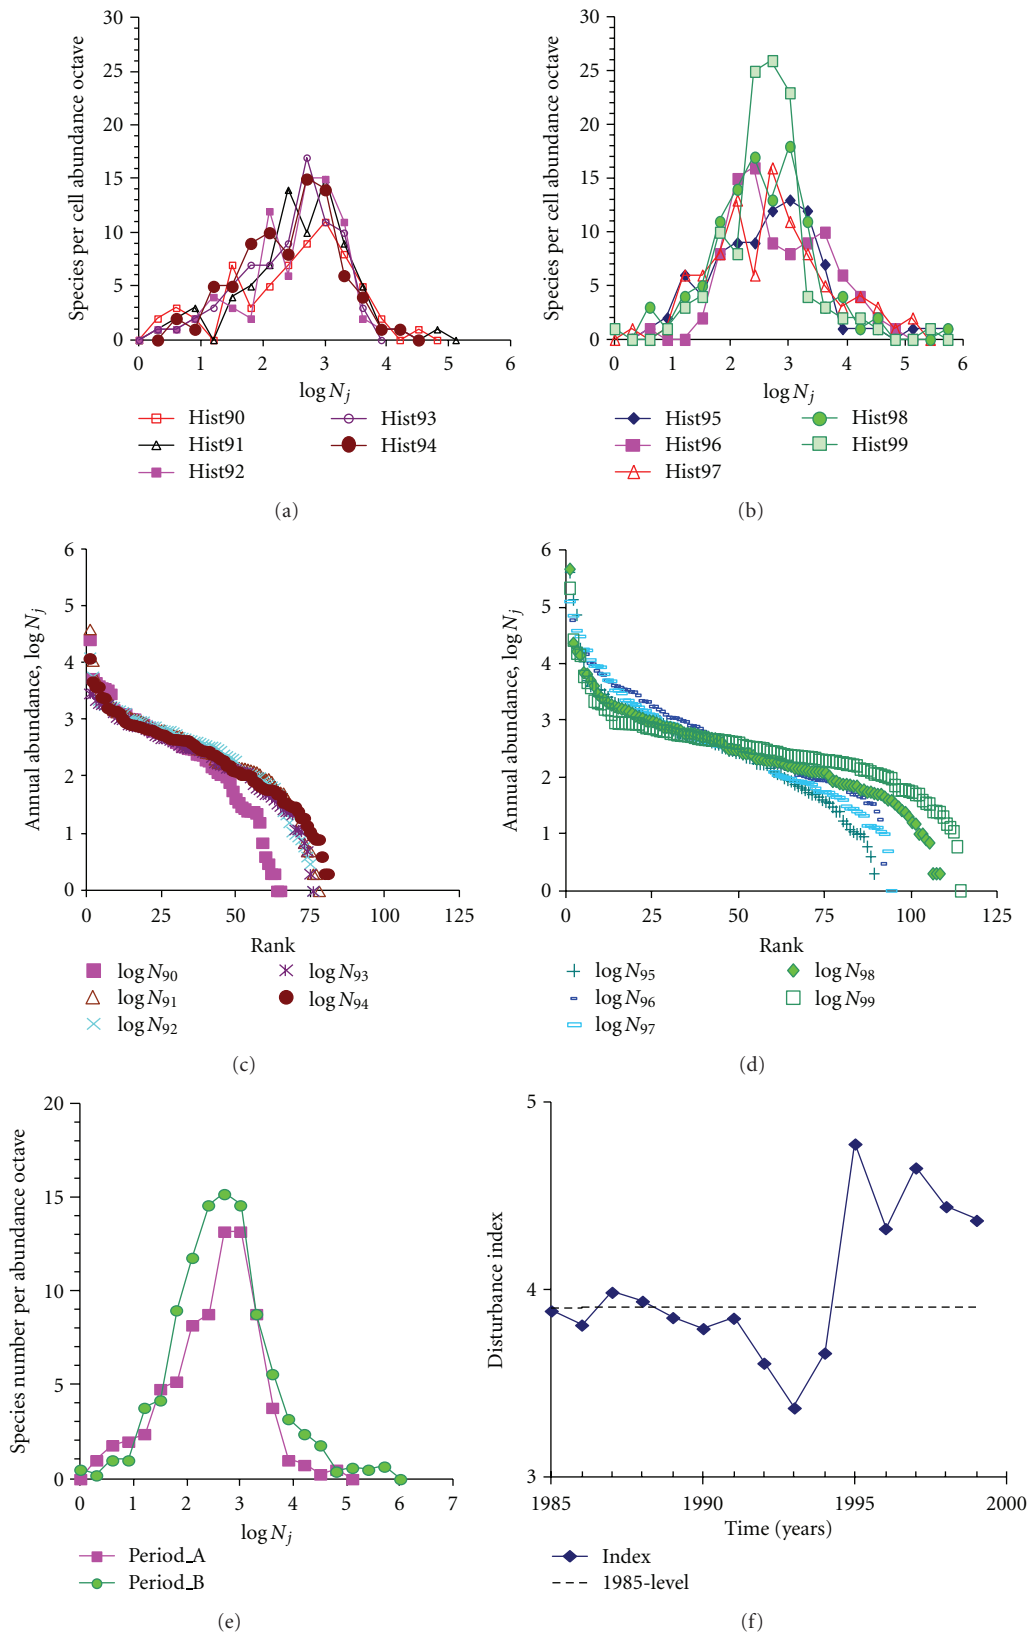 Species per cell abundance octave
30
25
20
15
10
5
0
0 1 2 3 4 5 6
log Nj
Hist90
Hist91
Hist92
Hist93
Hist94
(a)
Species per cell abundance octave
30
25
20
15
10
5
0
0 1 2 3 4 5 6
log Nj
Hist95
Hist96
Hist97
Hist98
Hist99
(b)
Annual abundance, log Nj
6
5
4
3
2
1
0
0 25 50 75 100 125
Rank
log N90
log N91
log N92
log N93
log N94
(c)
Annual abundance, log Nj
6
5
4
3
2
1
0
0 25 50 75 100 125
Rank
log N95
log N96
log N97
log N98
log N99
(d)
Species number per abundance octave
20
15
10
5
0
0 1 2 3 4 5 6 7
log Nj
Period_A
Period_B
(e)
Disturbance index
5
4
3
1985 1990 1995 2000
Time (years)
Index
1985-level
(f)